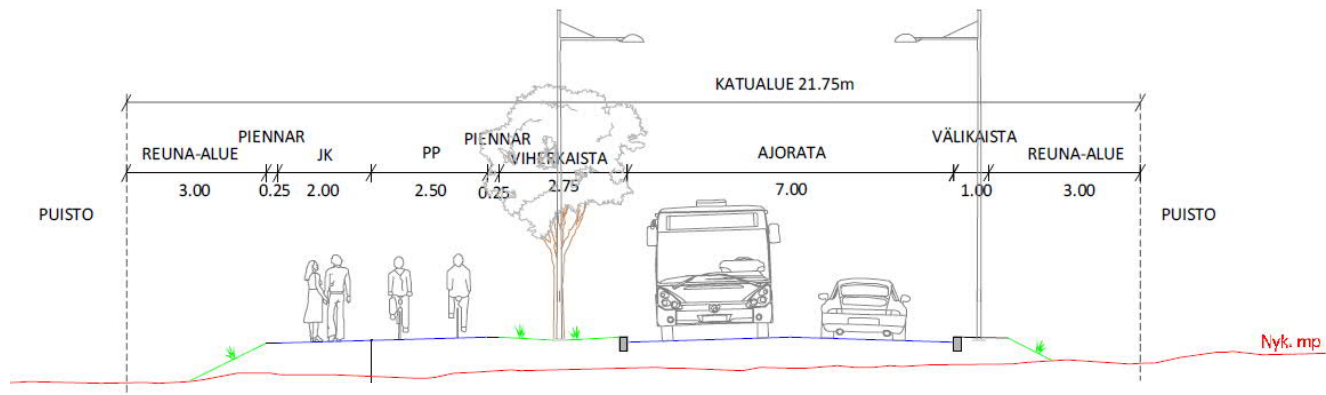 KATUALUE 21.75m
PIENNAR
PIENNAR
VÄLIKAISTA
REUNA-ALUE
JK
PP
VIHERKAISTA
AJORATA
REUNA-ALUE
3.00
0.25
2.00
2.50
0.25
2.75
7.00
1.00
3.00
PUISTO
PUISTO
Nyk. mp